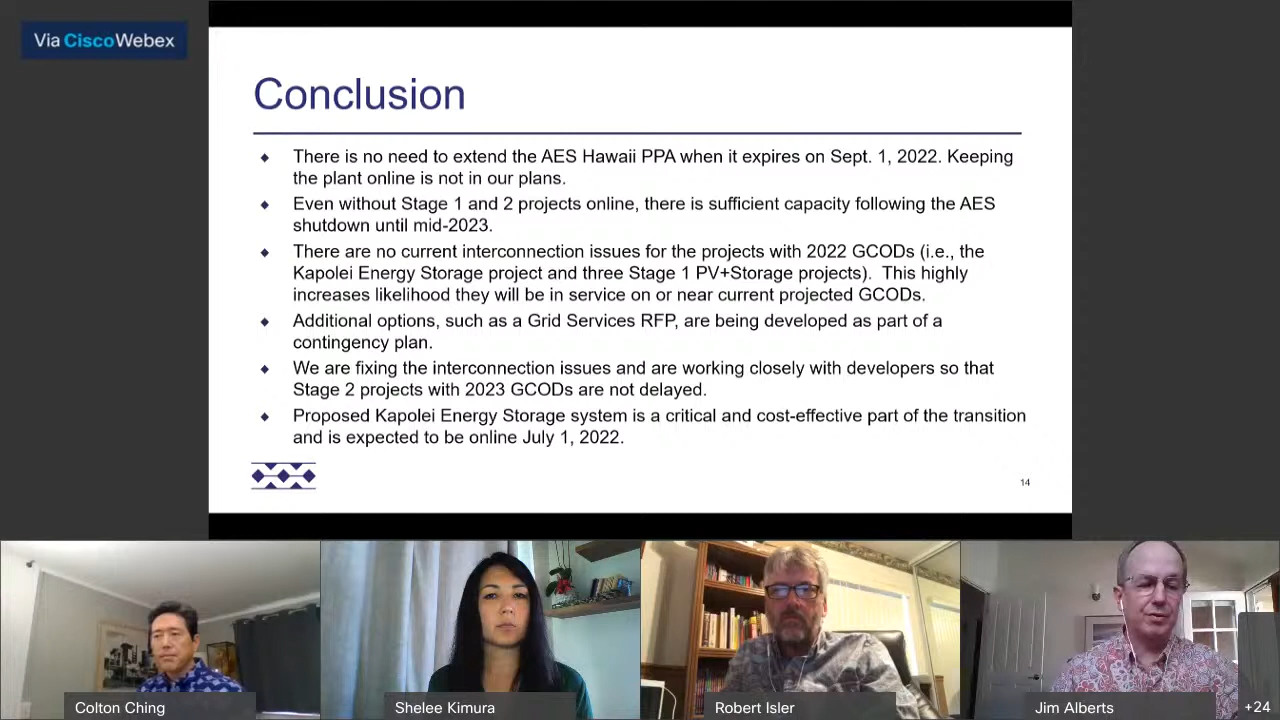 Via CiscoWebex
Conclusion
There is no need to extend the AES Hawaii PPA when it expires on Sept. 1, 2022. Keeping
the plant online is not in our plans.
Even without Stage 1 and 2 projects online, there is sufficient capacity following the AES
shutdown until mid-2023.
There are no current interconnection issues for the projects with 2022 GCODs (i.e., the
Kapolei Energy Storage project and three Stage 1 PV+Storage projects).  This highly
increases likelihood they will be in service on or near current projected GCODs.
Additional options, such as a Grid Services RFP, are being developed as part of a
contingency plan.
We are fixing the interconnection issues and are working closely with developers so that
Stage 2 projects with 2023 GCODs are not delayed.
Proposed Kapolei Energy Storage system is a critical and cost-effective part of the transition
and is expected to be online July 1, 2022.
14
Colton Ching
Shelee Kimura
Robert Isler
Jim Alberts
+24